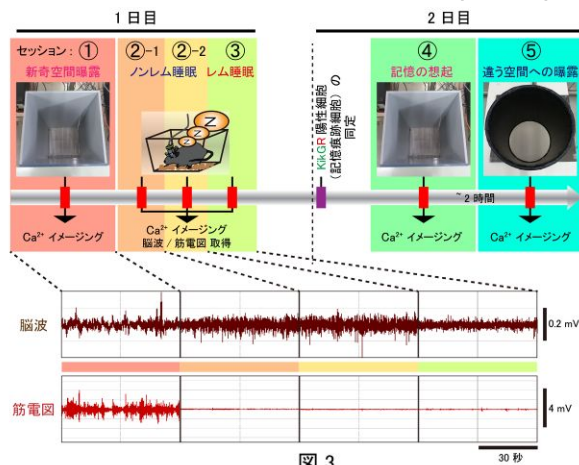 1日目
2日目
セッション: ①
②-1
②-2
③
④
⑤
新奇空間曝露
ノンレム睡眠
レム睡眠
記憶の想起
違う空間への曝露
Z
Z
Z
KikGR 陽性細胞
(記憶痕跡細胞)の
同定
~2時間
Ca²⁺ イメージング
Ca²⁺ イメージング
脳波 / 筋電図 取得
Ca²⁺ イメージング
Ca²⁺ イメージング
脳波
0.2 mV
筋電図
4 mV
図 3
30 秒